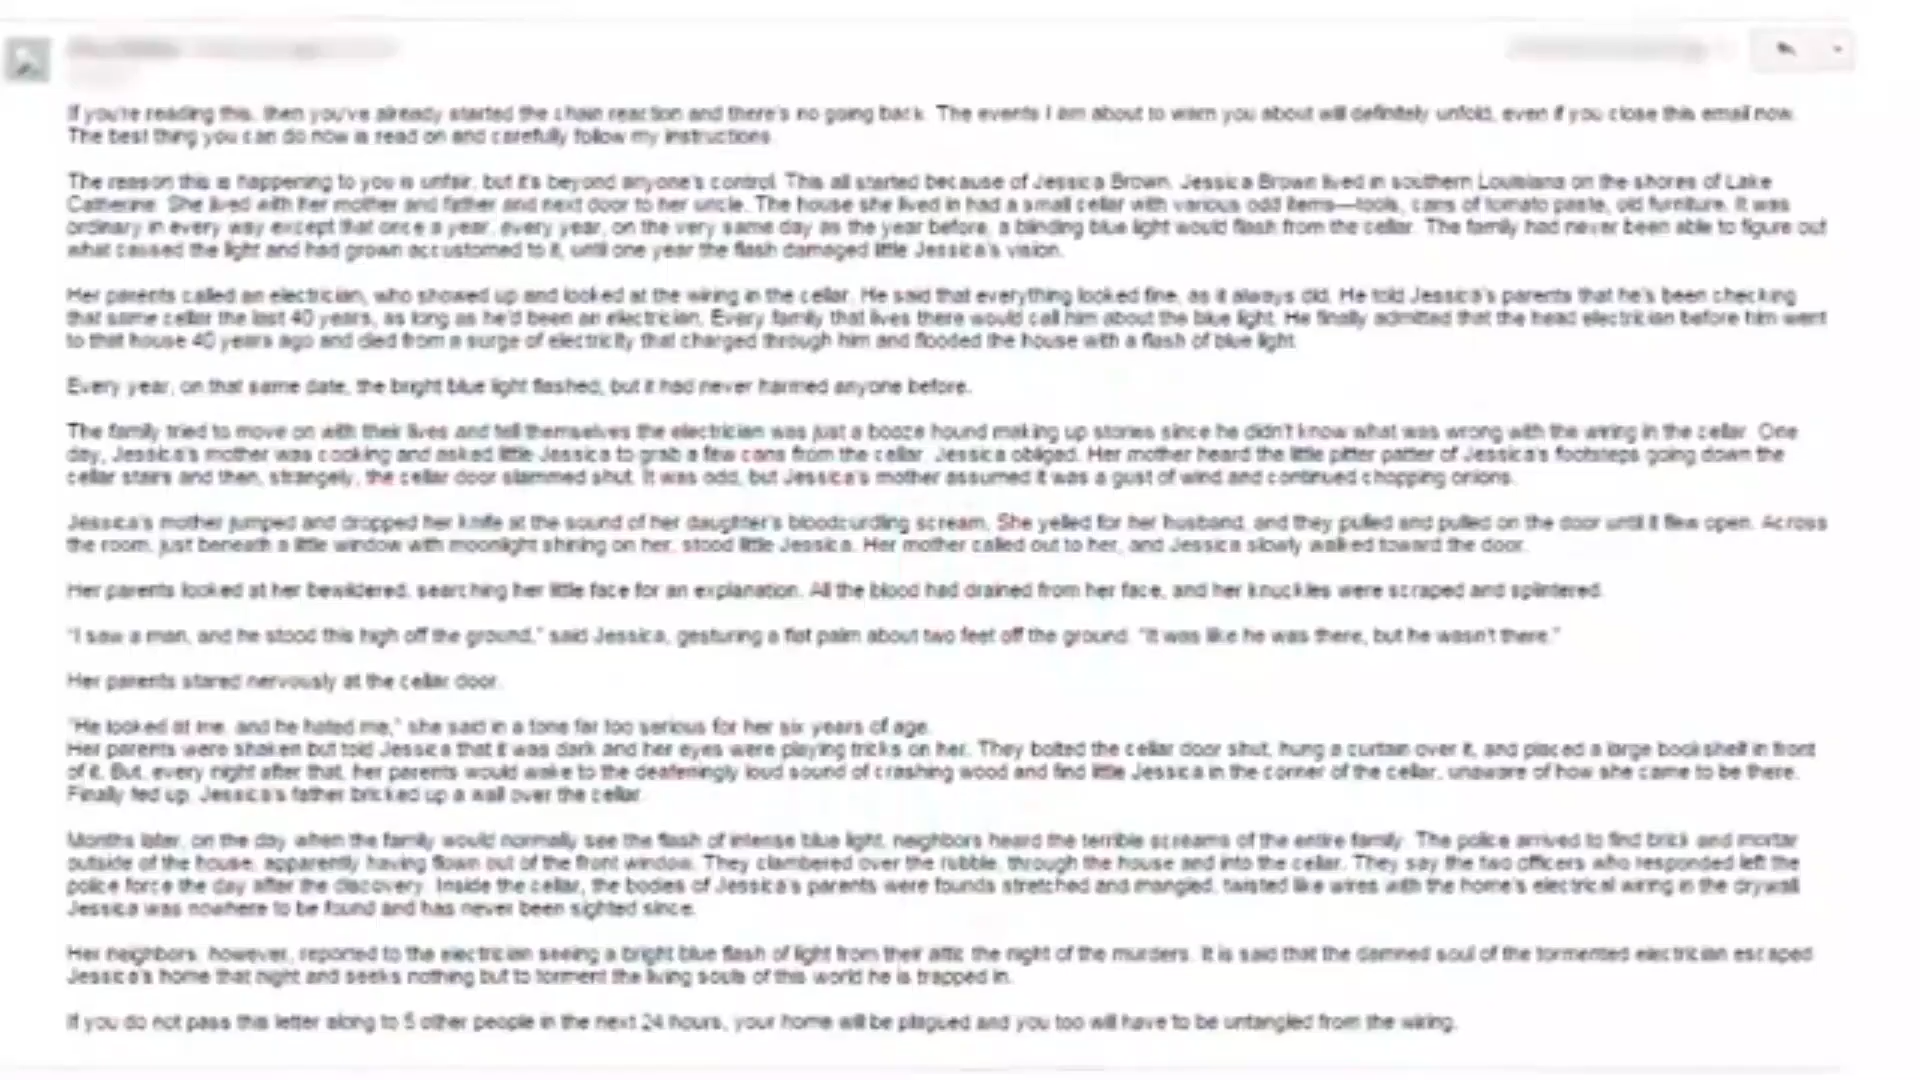 If you're reading this, then you've already started the chain reaction and there's no going back. The events I am about to warn you about will definitely unfold, even if you close this email now.
The best thing you can do now is read on and carefully follow my instructions.
The reason this is happening to you is unfair, but it's beyond anyone's control. This all started because of Jessica Brown. Jessica Brown lived in southern Louisiana on the shores of Lake
Catherine. She lived with her mother and father and next door to her uncle. The house she lived in had a small cellar with various odd items—tools, cans of tomato paste, old furniture. It was
ordinary in every way except that once a year, every year, on the very same day as the year before, a blinding blue light would flash from the cellar. The family had never been able to figure out
what caused the light and had grown accustomed to it, until one year the flash damaged little Jessica's vision.
Her parents called an electrician, who showed up and looked at the wiring in the cellar. He said that everything looked fine, as it always did. He told Jessica's parents that he's been checking
that same cellar the last 40 years, as long as he'd been an electrician. Every family that lives there would call him about the blue light. He finally admitted that the head electrician before him went
to that house 40 years ago and died from a surge of electricity that charged through him and flooded the house with a flash of blue light.
Every year, on that same date, the bright blue light flashed, but it had never harmed anyone before.
The family tried to move on with their lives and tell themselves the electrician was just a booze hound making up stories since he didn't know what was wrong with the wiring in the cellar. One
day, Jessica's mother was cooking and asked little Jessica to grab a few cans from the cellar. Jessica obliged. Her mother heard the little pitter patter of Jessica's footsteps going down the
cellar stairs and then, strangely, the cellar door slammed shut. It was odd, but Jessica's mother assumed it was a gust of wind and continued chopping onions.
Jessica's mother jumped and dropped her knife at the sound of her daughter's bloodcurdling scream. She yelled for her husband, and they pulled and pulled on the door until it flew open. Across
the room, just beneath a little window with moonlight shining on her, stood little Jessica. Her mother called out to her, and Jessica slowly walked toward the door.
Her parents looked at her bewildered, searching her little face for an explanation. All the blood had drained from her face, and her knuckles were scraped and splintered.
"I saw a man, and he stood this high off the ground," said Jessica, gesturing a flat palm about two feet off the ground. "It was like he was there, but he wasn't there."
Her parents stared nervously at the cellar door.
"He looked at me, and he hated me," she said in a tone far too serious for her six years of age.
Her parents were shaken but told Jessica that it was dark and her eyes were playing tricks on her. They bolted the cellar door shut, hung a curtain over it, and placed a large bookshelf in front
of it. But, every night after that, her parents would wake to the deafeningly loud sound of crashing wood and find little Jessica in the corner of the cellar, unaware of how she came to be there.
Finally fed up, Jessica's father bricked up a wall over the cellar.
Months later, on the day when the family would normally see the flash of intense blue light, neighbors heard the terrible screams of the entire family. The police arrived to find brick and mortar
outside of the house, apparently having flown out of the front window. They clambered over the rubble, through the house and into the cellar. They say the two officers who responded left the
police force the day after the discovery. Inside the cellar, the bodies of Jessica's parents were founds stretched and mangled, twisted like wires with the home's electrical wiring in the drywall.
Jessica was nowhere to be found and has never been sighted since.
Her neighbors, however, reported to the electrician seeing a bright blue flash of light from their attic the night of the murders. It is said that the damned soul of the tormented electrician escaped
Jessica's home that night and seeks nothing but to torment the living souls of this world he is trapped in.
If you do not pass this letter along to 5 other people in the next 24 hours, your home will be plagued and you too will have to be untangled from the wiring.